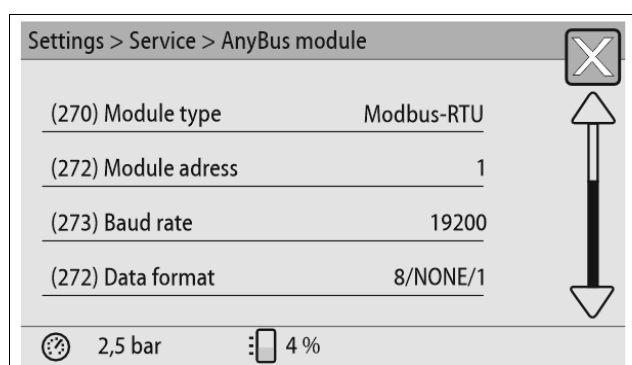 Settings > Service > AnyBus module
(270) Module type Modbus-RTU
(272) Module adress 1
(273) Baud rate 19200
(272) Data format 8/NONE/1
2,5 bar 4 %